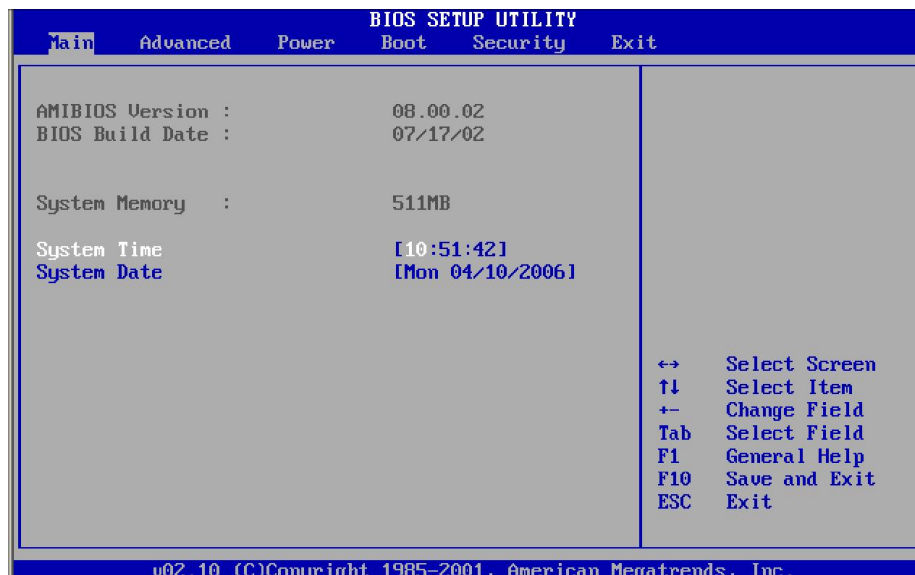 BIOS SETUP UTILITY
Main Advanced Power Boot Security Exit
AMIBIOS Version : 08.00.02
BIOS Build Date : 07/17/02
System Memory : 511MB
System Time [10:51:42]
System Date [Mon 04/10/2006]
←→ Select Screen
↑↓ Select Item
+- Change Field
Tab Select Field
F1 General Help
F10 Save and Exit
ESC Exit
v02.10 (C)Copyright 1985-2001, American Megatrends, Inc.